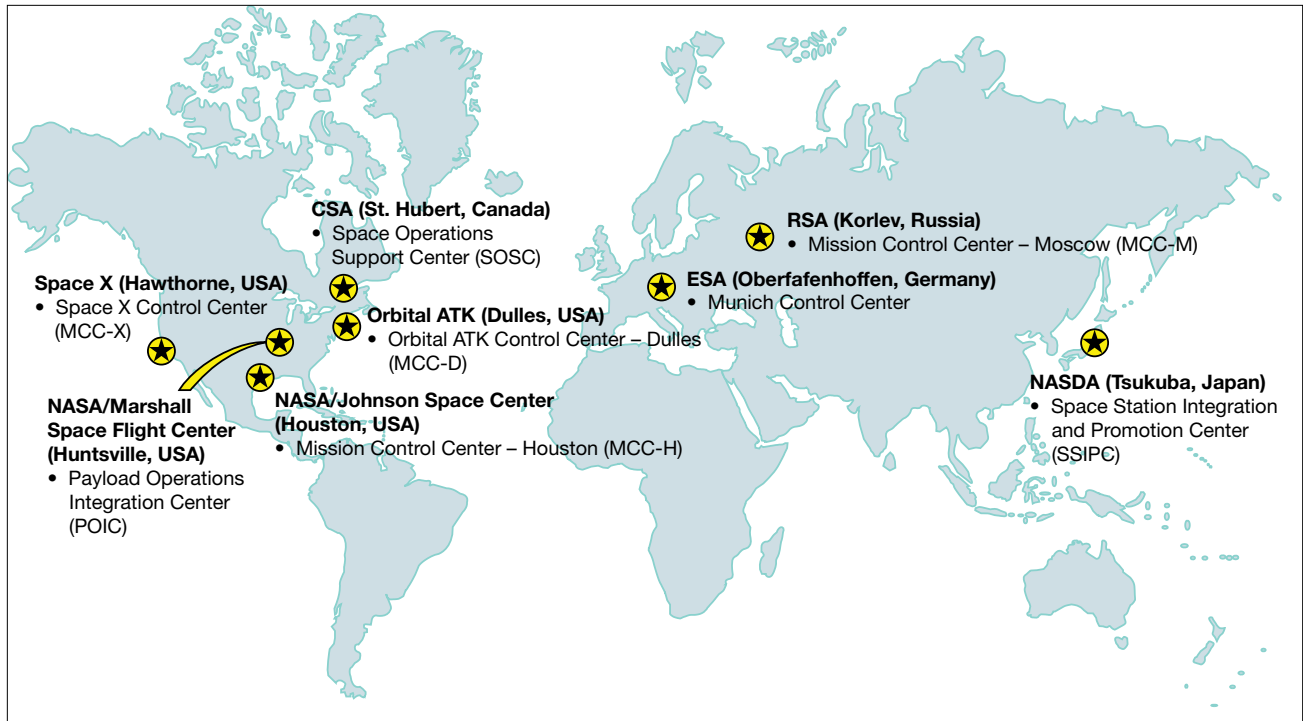 CSA (St. Hubert, Canada)
• Space Operations
Support Center (SOSC)
RSA (Korlev, Russia)
• Mission Control Center – Moscow (MCC-M)
Space X (Hawthorne, USA)
• Space X Control Center
(MCC-X)
ESA (Oberfafenhoffen, Germany)
• Munich Control Center
Orbital ATK (Dulles, USA)
• Orbital ATK Control Center – Dulles
(MCC-D)
NASA/Marshall
Space Flight Center
(Huntsville, USA)
• Payload Operations
Integration Center
(POIC)
NASA/Johnson Space Center
(Houston, USA)
• Mission Control Center – Houston (MCC-H)
NASDA (Tsukuba, Japan)
• Space Station Integration
and Promotion Center
(SSIPC)